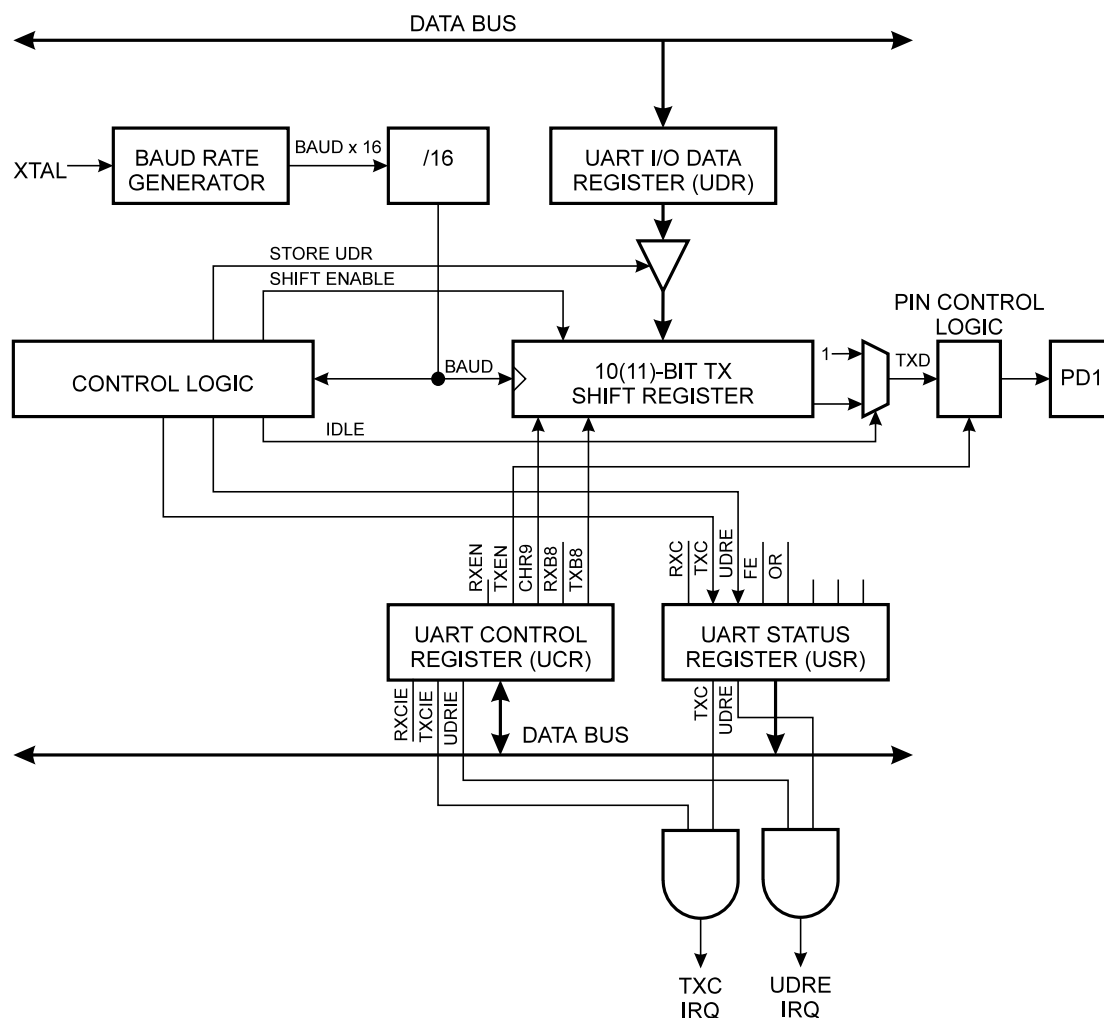 DATA BUS
XTAL
BAUD RATE
GENERATOR
BAUD x 16
/16
UART I/O DATA
REGISTER (UDR)
STORE UDR
SHIFT ENABLE
CONTROL LOGIC
BAUD
10(11)-BIT TX
SHIFT REGISTER
1
TXD
PIN CONTROL
LOGIC
PD1
IDLE
RXEN
TXEN
CHR9
RXB8
TXB8
RXC
TXC
UDRE
FE
OR
UART CONTROL
REGISTER (UCR)
UART STATUS
REGISTER (USR)
RXCIE
TXCIE
UDRIE
TXC
UDRE
DATA BUS
TXC
IRQ
UDRE
IRQ